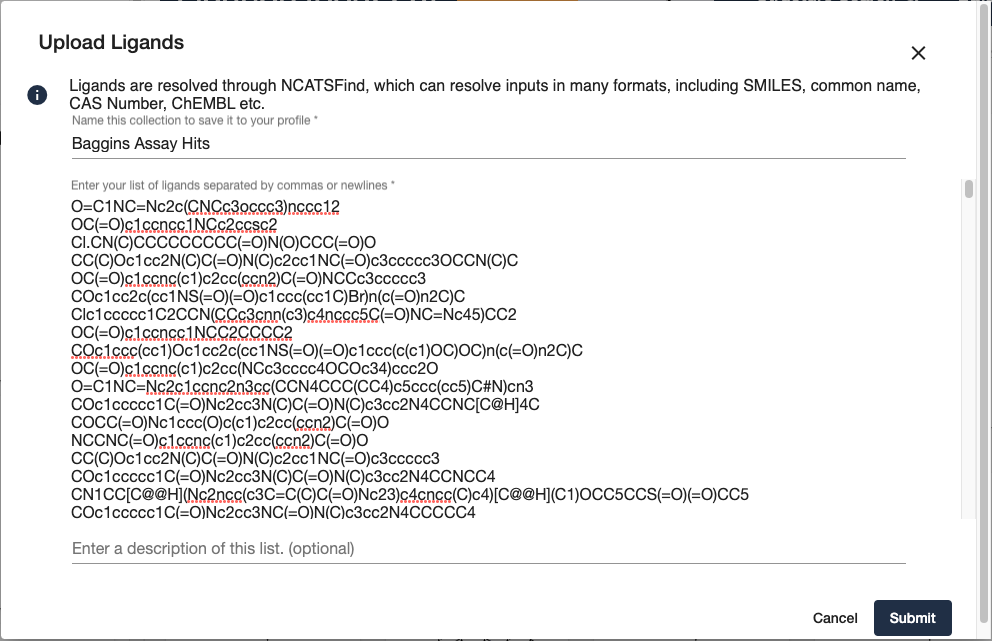 Upload Ligands
Ligands are resolved through NCATSFind, which can resolve inputs in many formats, including SMILES, common name,
CAS Number, ChEMBL etc.
Name this collection to save it to your profile *
Baggins Assay Hits
Enter your list of ligands separated by commas or newlines *
O=C1NC=Nc2c(CNCc3occc3)nccc12
OC(=O)c1ccncc1NCc2ccsc2
Cl.CN(C)CCCCCCCCC(=O)N(O)CCC(=O)O
CC(C)Oc1cc2N(C)C(=O)N(C)c2cc1NC(=O)c3ccccc3OCCN(C)C
OC(=O)c1ccnc(c1)c2cc(ccn2)C(=O)NCCc3ccccc3
COc1cc2c(cc1NS(=O)(=O)c1ccc(cc1C)Br)n(c(=O)n2C)C
Clc1ccccc1C2CCN(CCc3cnn(c3)c4nccc5C(=O)NC=Nc45)CC2
OC(=O)c1ccncc1NCC2CCCC2
COc1ccc(cc1)Oc1cc2c(cc1NS(=O)(=O)c1ccc(c(c1)OC)OC)n(c(=O)n2C)C
OC(=O)c1ccnc(c1)c2cc(NCc3cccc4OCOc34)ccc2O
O=C1NC=Nc2c1ccnc2n3cc(CCN4CCC(CC4)c5ccc(cc5)C#N)cn3
COc1ccccc1C(=O)Nc2cc3N(C)C(=O)N(C)c3cc2N4CCNC[C@H]4C
COCC(=O)Nc1ccc(O)c(c1)c2cc(ccn2)C(=O)O
NCCNC(=O)c1ccnc(c1)c2cc(ccn2)C(=O)O
CC(C)Oc1cc2N(C)C(=O)N(C)c2cc1NC(=O)c3ccccc3
COc1ccccc1C(=O)Nc2cc3N(C)C(=O)N(C)c3cc2N4CCNCC4
CN1CC[C@@H](Nc2ncc(c3C=C(C)C(=O)Nc23)c4cncc(C)c4)[C@@H](C1)OCC5CCS(=O)(=O)CC5
COc1ccccc1C(=O)Nc2cc3NC(=O)N(C)c3cc2N4CCCCC4
Enter a description of this list. (optional)
Cancel
Submit